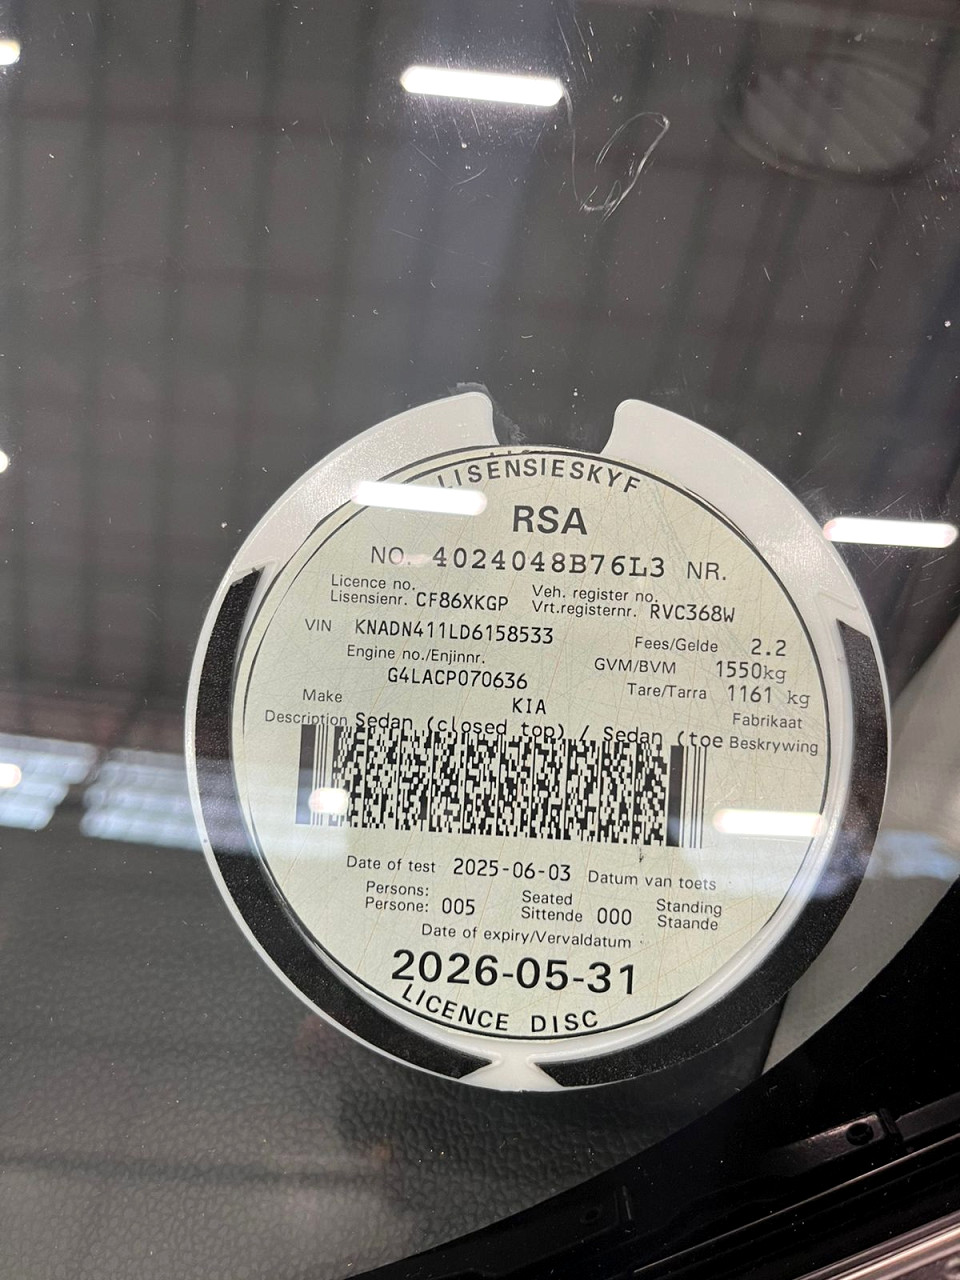 LISENSIESKYF
RSA
NO. 4024048B76L3 NR.
Licence no.
Lisensienr. CF86XKGP
Veh. register no.
Vrt.registernr. RVC368W
VIN KNADN411LD6158533
Fees/Gelde 2.2
Engine no./Enjinnr.
G4LACP070636
GVM/BVM 1550kg
Tare/Tarra 1161 kg
Make KIA Fabrikaat
Description Sedan (closed top) / Sedan (toe Beskrywing
Date of test 2025-06-03 Datum van toets
Persons: Seated Standing
Persone: 005 Sittende 000 Staande
Date of expiry/Vervaldatum
2026-05-31
LICENCE DISC